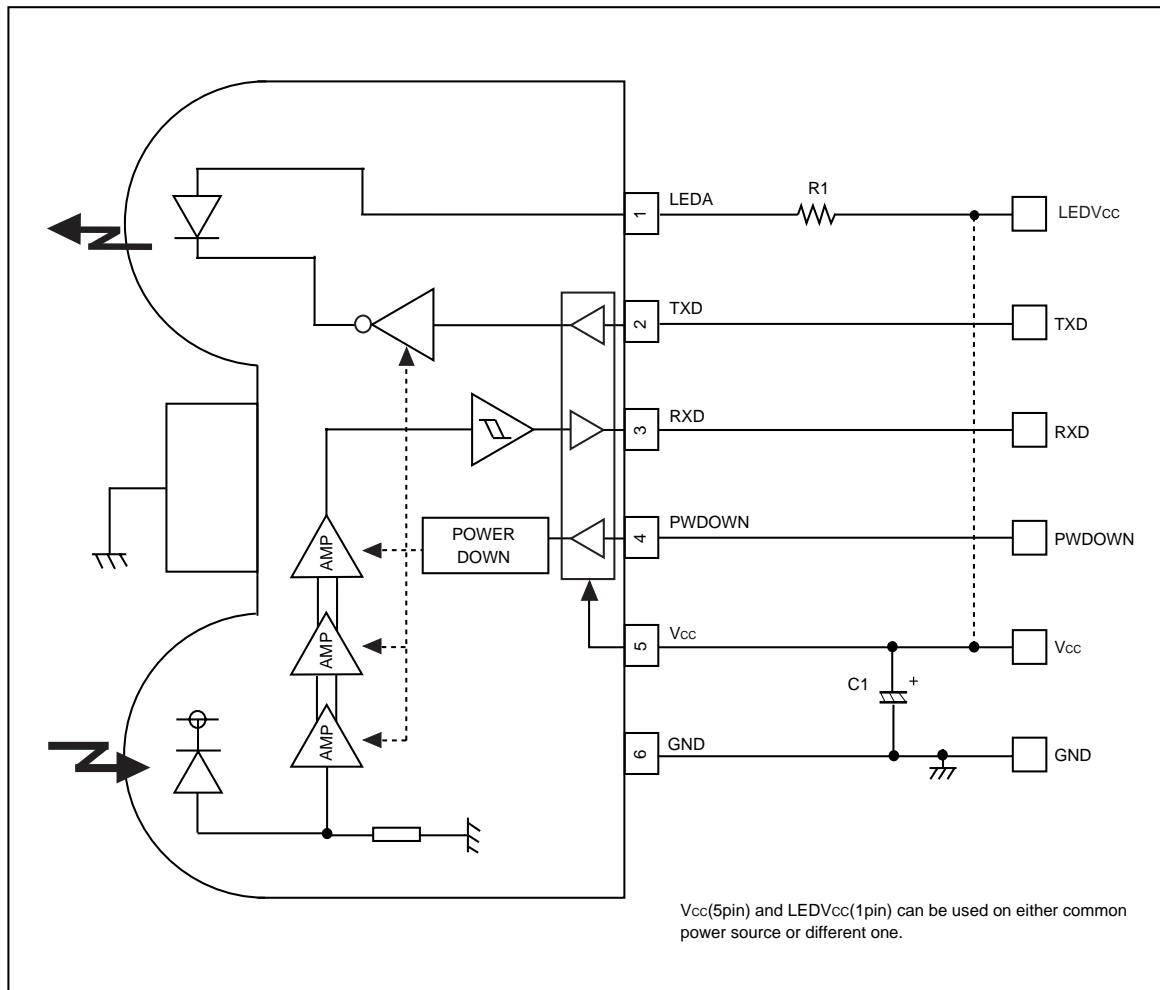 1
LEDA
R1
LEDVcc
2
TXD
TXD
3
RXD
RXD
POWER
DOWN
4
PWDOWN
PWDOWN
AMP
AMP
AMP
5
Vcc
Vcc
C1
+
6
GND
GND
Vcc(5pin) and LEDVcc(1pin) can be used on either common
power source or different one.